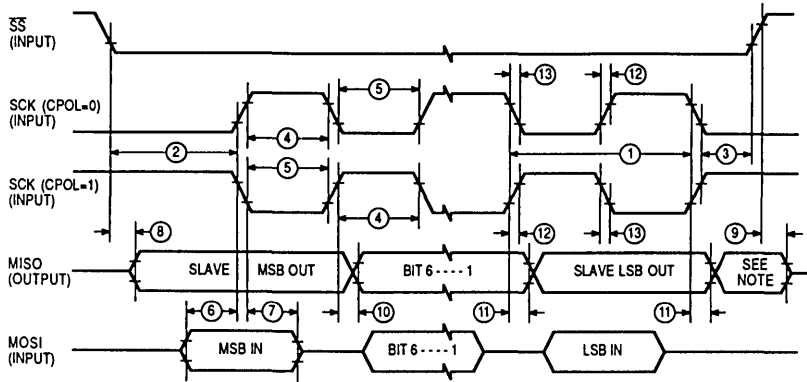 SS
(INPUT)
⑬
⑫
SCK (CPOL=0)
(INPUT)
⑤
④
②
①
③
SCK (CPOL=1)
(INPUT)
⑤
④
⑧
⑫
⑬
⑨
MISO
(OUTPUT)
SLAVE MSB OUT
BIT 6 - - - - 1
SLAVE LSB OUT
SEE
NOTE
⑥
⑦
⑩
⑪
⑪
MOSI
(INPUT)
MSB IN
BIT 6 - - - - 1
LSB IN